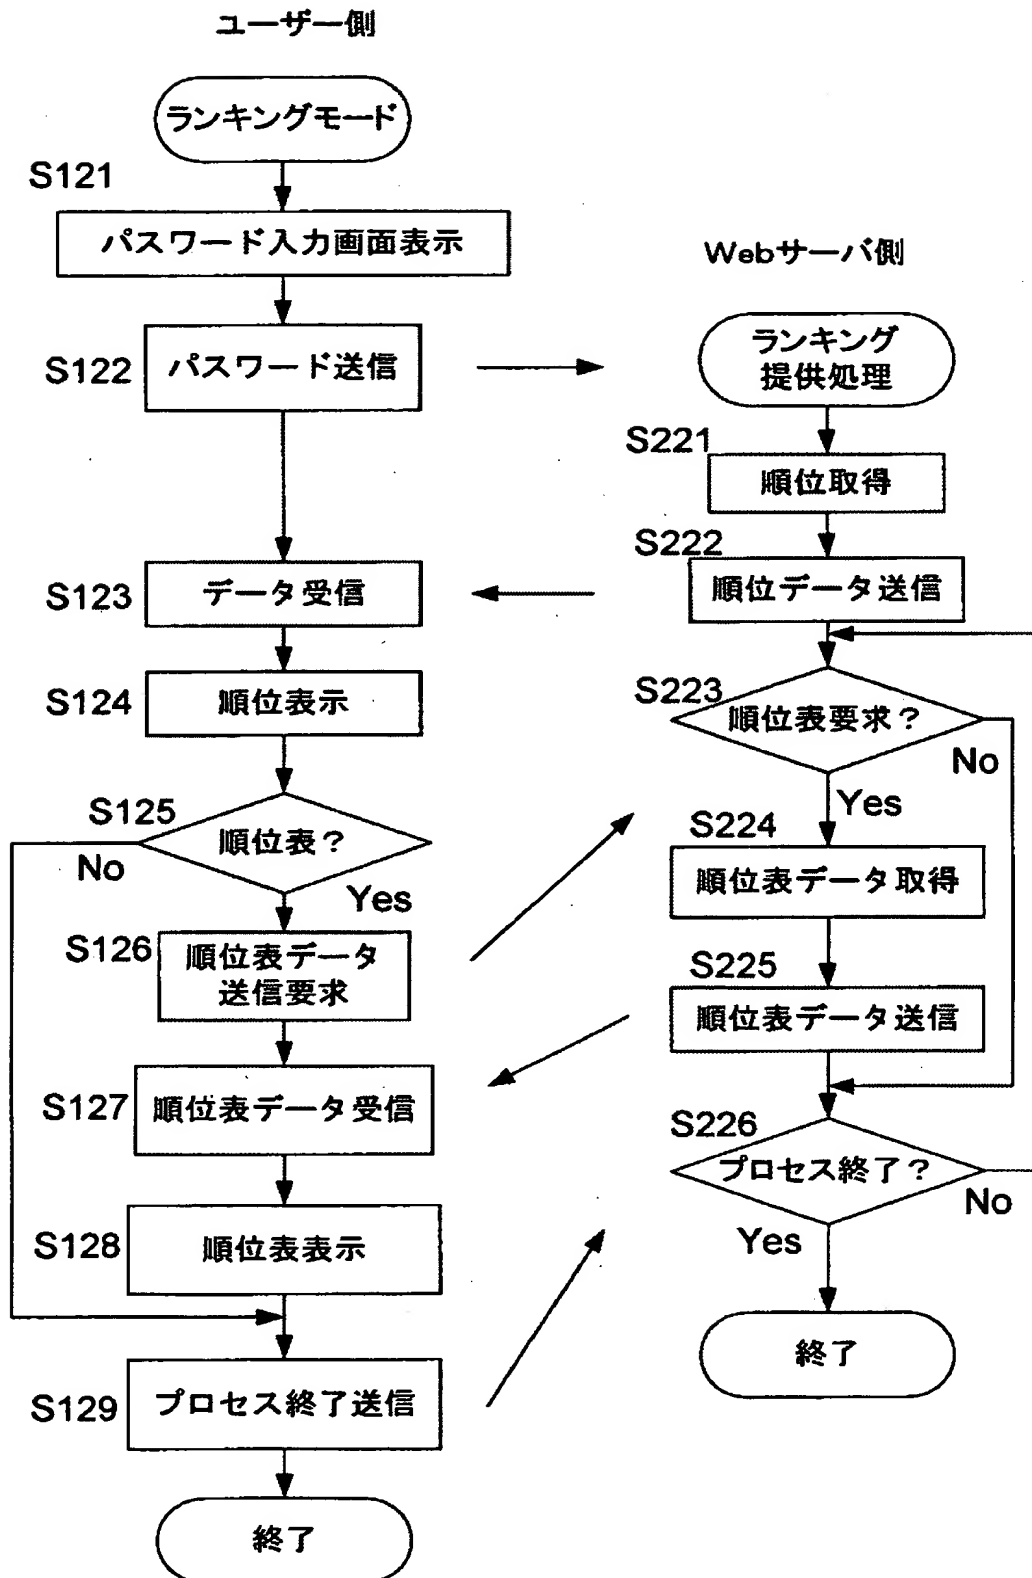 ユーザー側
ランキングモード
S121
パスワード入力画面表示
S122
パスワード送信
S123
データ受信
S124
順位表示
S125
順位表？
No
Yes
S126
順位表データ
送信要求
S127
順位表データ受信
S128
順位表表示
S129
プロセス終了送信
終了
Webサーバ側
ランキング
提供処理
S221
順位取得
S222
順位データ送信
S223
順位表要求？
No
Yes
S224
順位表データ取得
S225
順位表データ送信
S226
プロセス終了？
No
Yes
終了